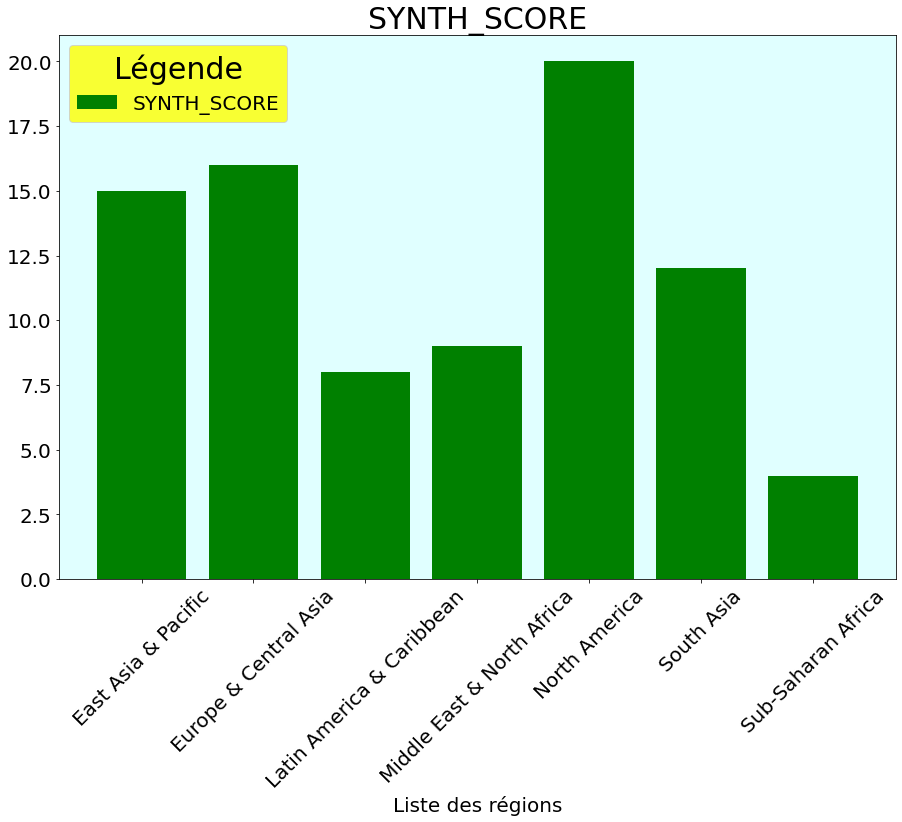 SYNTH_SCORE
Légende
SYNTH_SCORE
20.0
17.5
15.0
12.5
10.0
7.5
5.0
2.5
0.0
East Asia & Pacific
Europe & Central Asia
Latin America & Caribbean
Middle East & North Africa
North America
South Asia
Sub-Saharan Africa
Liste des régions